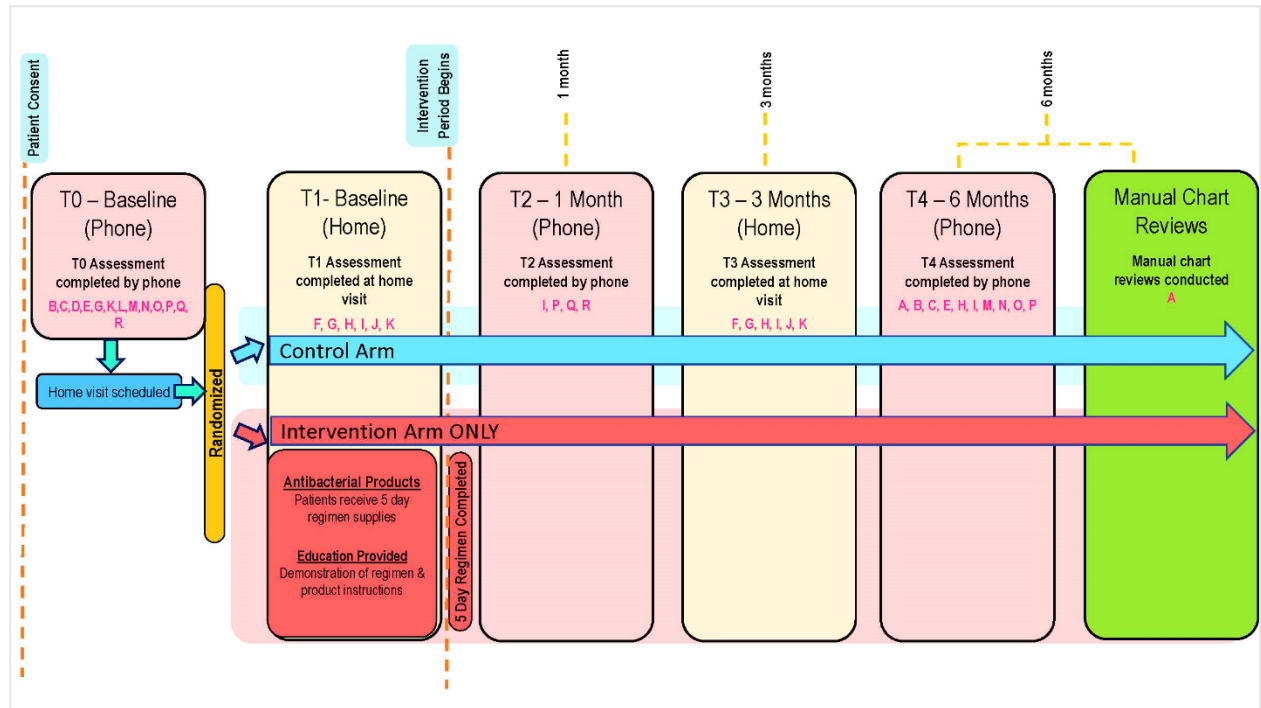 Patient Consent
T0 – Baseline
(Phone)
T0 Assessment
completed by phone
B,C,D,E,G,K,L,M,N,O,P,Q,
R
Home visit scheduled
Randomized
T1- Baseline
(Home)
T1 Assessment
completed at home
visit
F, G, H, I, J, K
Intervention
Period Begins
1 month
T2 – 1 Month
(Phone)
T2 Assessment
completed by phone
I, P, Q, R
3 months
T3 – 3 Months
(Home)
T3 Assessment
completed at home
visit
F, G, H, I, J, K
6 months
T4 – 6 Months
(Phone)
T4 Assessment
completed by phone
A, B, C, E, H, I, M, N, O, P
Manual Chart
Reviews
Manual chart
reviews conducted
A
Control Arm
Intervention Arm ONLY
Antibacterial Products
Patients receive 5 day
regimen supplies
Education Provided
Demonstration of regimen &
product instructions
5 Day Regimen Completed